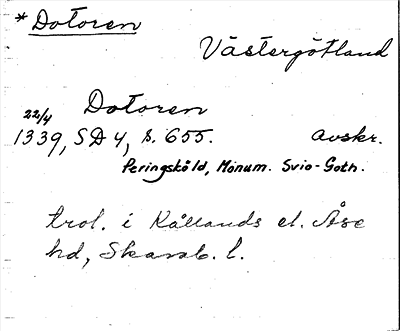 * Dotoren
Västergötland
22/4 Dotoren
1339, SD 4, s. 655. avskr.
Peringsköld, Monum. Svio-Goth.
trol. i Kållands el. Åse
hd, Skarab. l.